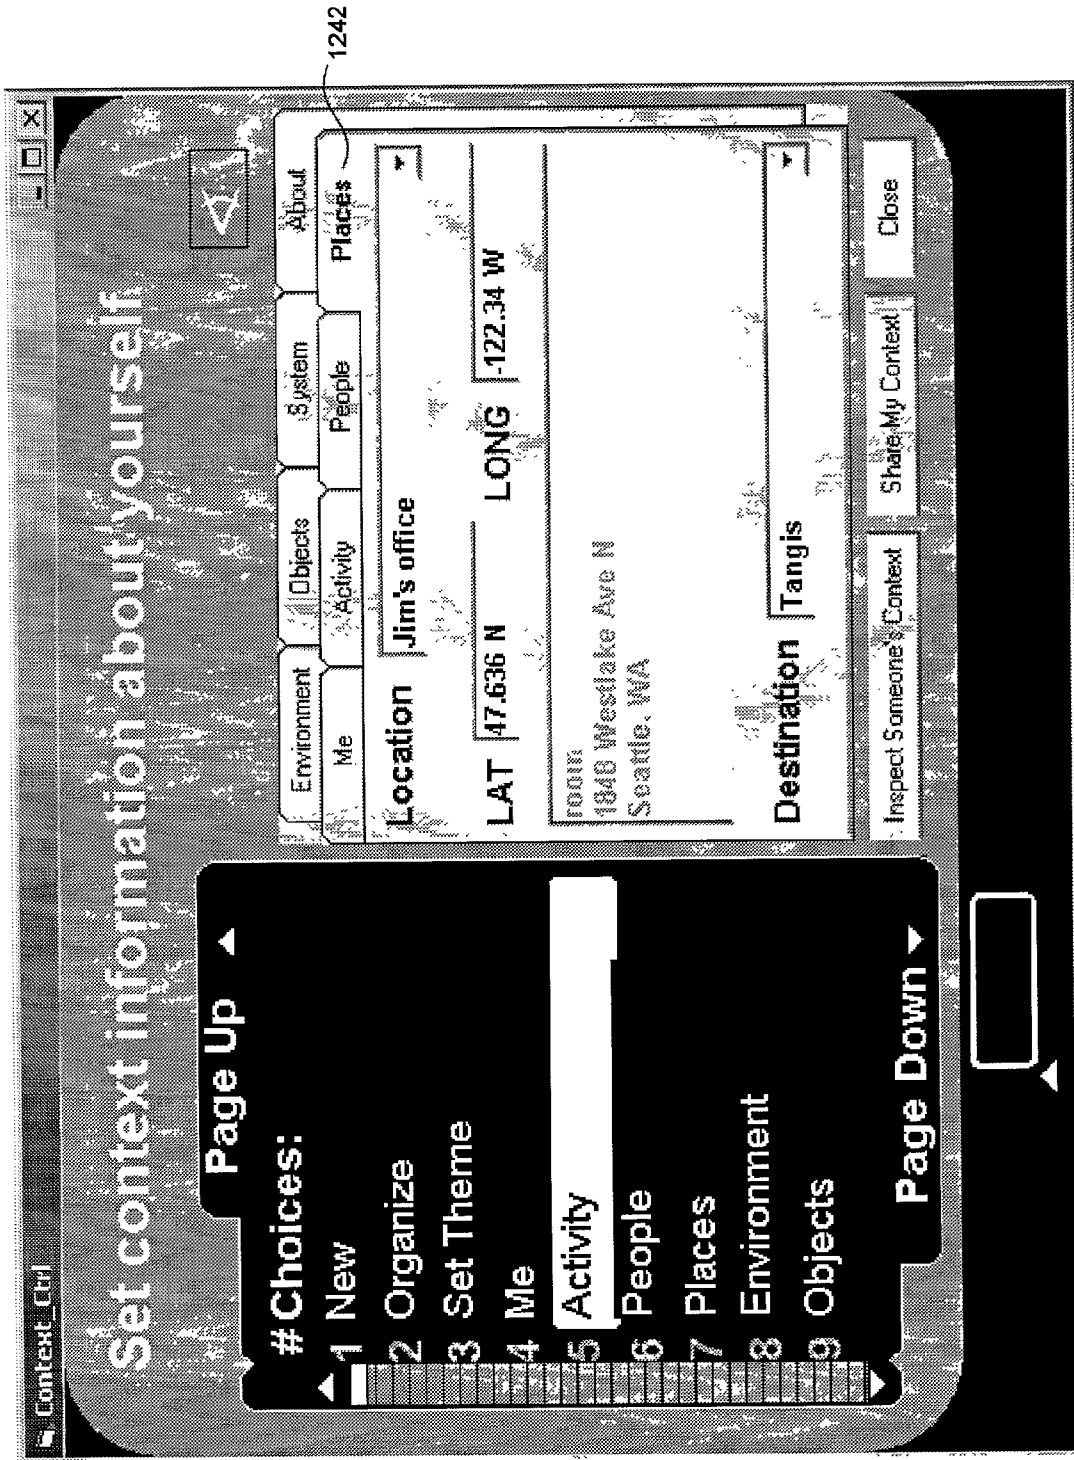 Context_Ctrl
Set context information about yourself:
Page Up
# Choices:
1 New
2 Organize
3 Set Theme
4 Me
5 Activity
6 People
7 Places
8 Environment
9 Objects
Page Down
Environment Objects System About
Me Activity People Places
1242
Location Jim's office
LAT 47.636 N LONG -122.34 W
room
1848 Westlake Ave N
Seattle, WA
Destination Tangis
Inspect Someone's Context Share My Context Close